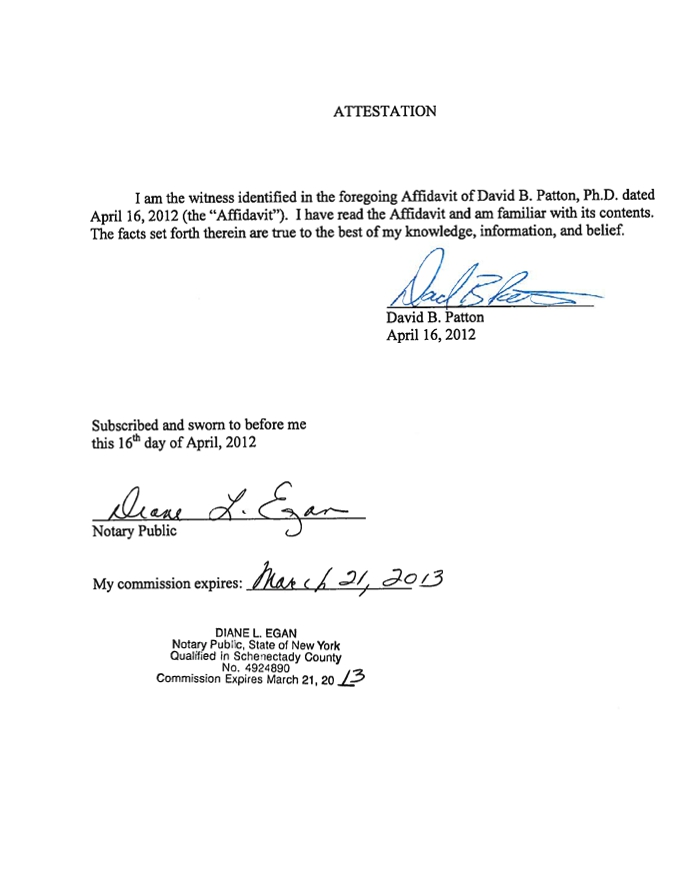 ATTESTATION
I am the witness identified in the foregoing Affidavit of David B. Patton, Ph.D. dated
April 16, 2012 (the “Affidavit”). I have read the Affidavit and am familiar with its contents.
The facts set forth therein are true to the best of my knowledge, information, and belief.
David B. Patton
April 16, 2012
Subscribed and sworn to before me
this 16th day of April, 2012
Diane L. Egan
Notary Public
My commission expires: March 21, 2013
DIANE L. EGAN
Notary Public, State of New York
Qualified in Schenectady County
No. 4924890
Commission Expires March 21, 20 13